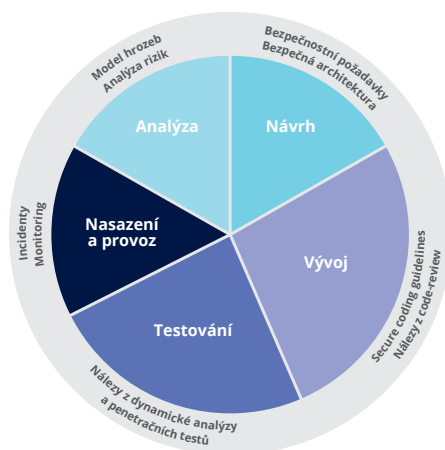 Model hrozeb
Analýza rizik
Bezpečnostní požadavky
Bezpečná architektura
Analýza
Návrh
Incidenty
Monitoring
Nasazení
a provoz
Vývoj
Secure coding guidelines
Nálezy z code-review
Testování
Nálezy z dynamické analýzy
a penetračních testů